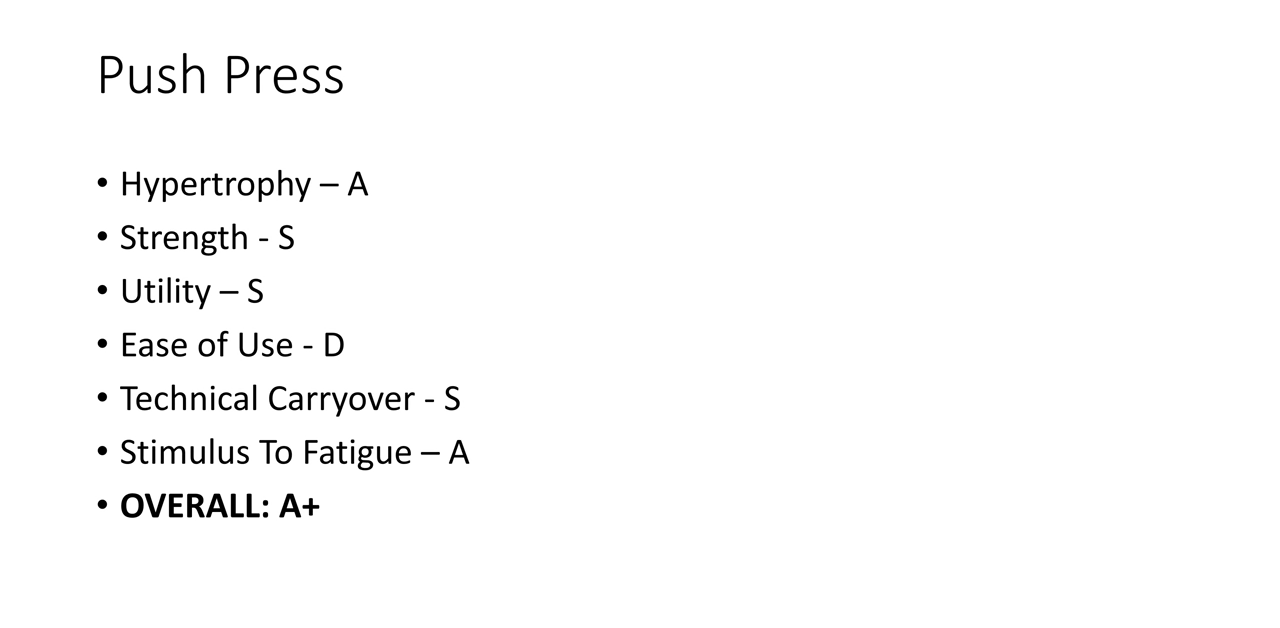 Push Press
• Hypertrophy – A
• Strength - S
• Utility – S
• Ease of Use - D
• Technical Carryover - S
• Stimulus To Fatigue – A
• OVERALL: A+